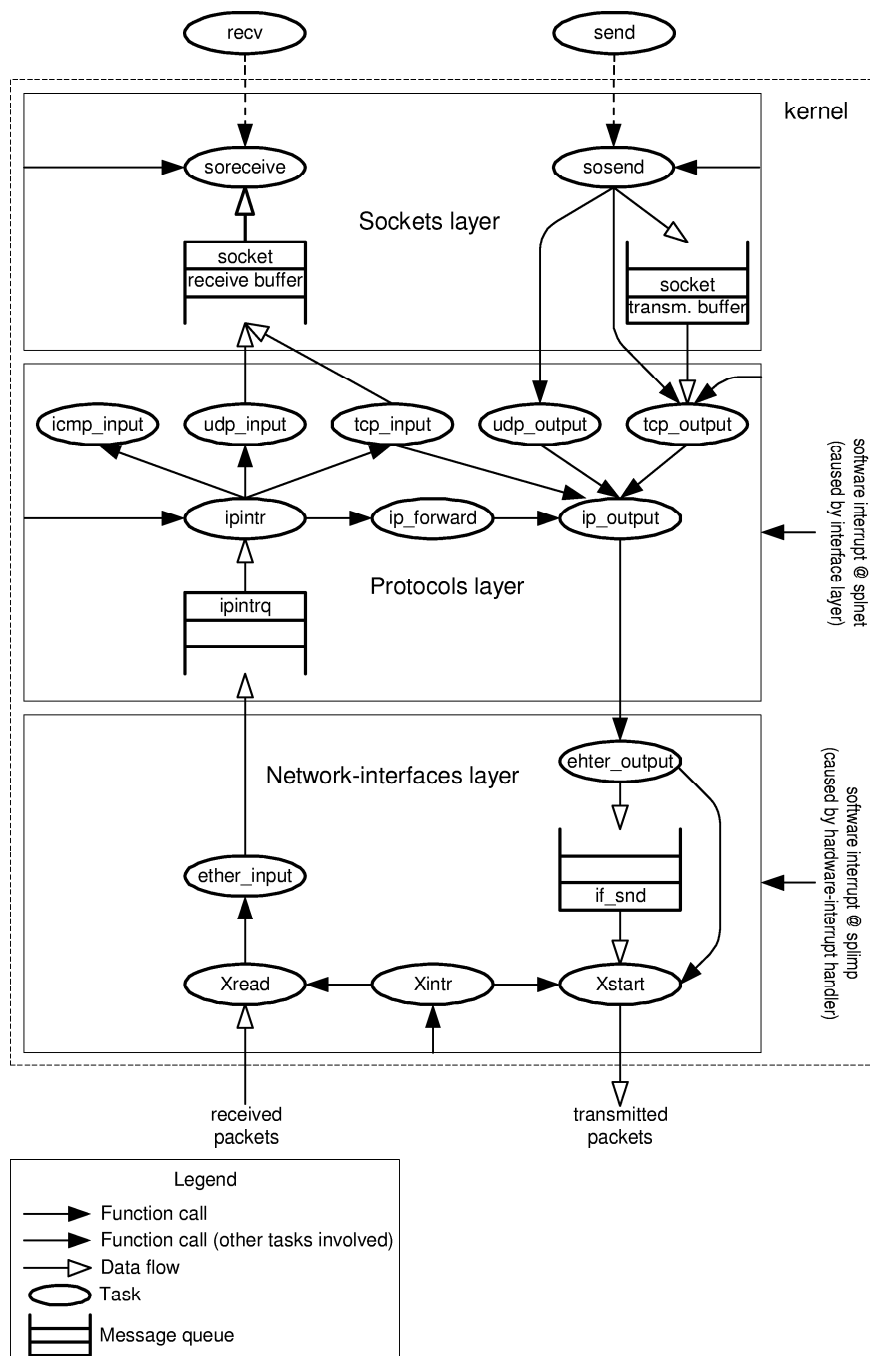 recv
send
kernel
soreceive
sosend
Sockets layer
socket
receive buffer
socket
transm. buffer
icmp_input
udp_input
tcp_input
udp_output
tcp_output
ipintr
ip_forward
ip_output
software interrupt @ splnet
(caused by interface layer)
Protocols layer
ipintrq
Network-interfaces layer
ehter_output
software interrupt @ splimp
(caused by hardware-interrupt handler)
ether_input
if_snd
Xread
Xintr
Xstart
received
packets
transmitted
packets
Legend
Function call
Function call (other tasks involved)
Data flow
Task
Message queue